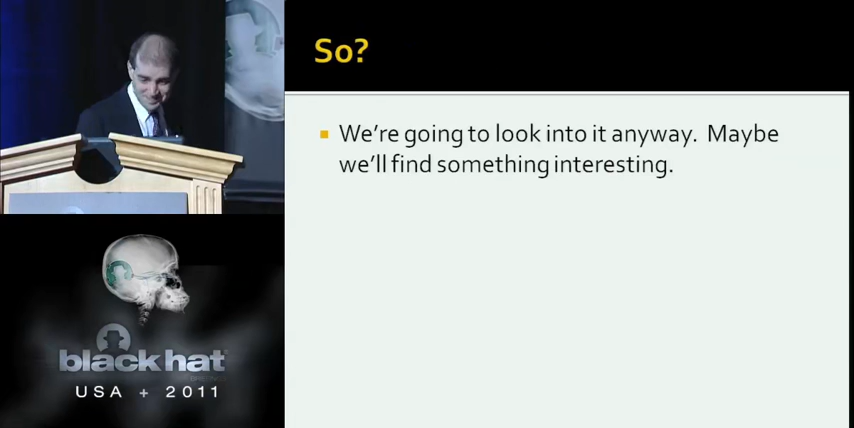 So?
We're going to look into it anyway. Maybe
we'll find something interesting.
black hat
USA + 2011